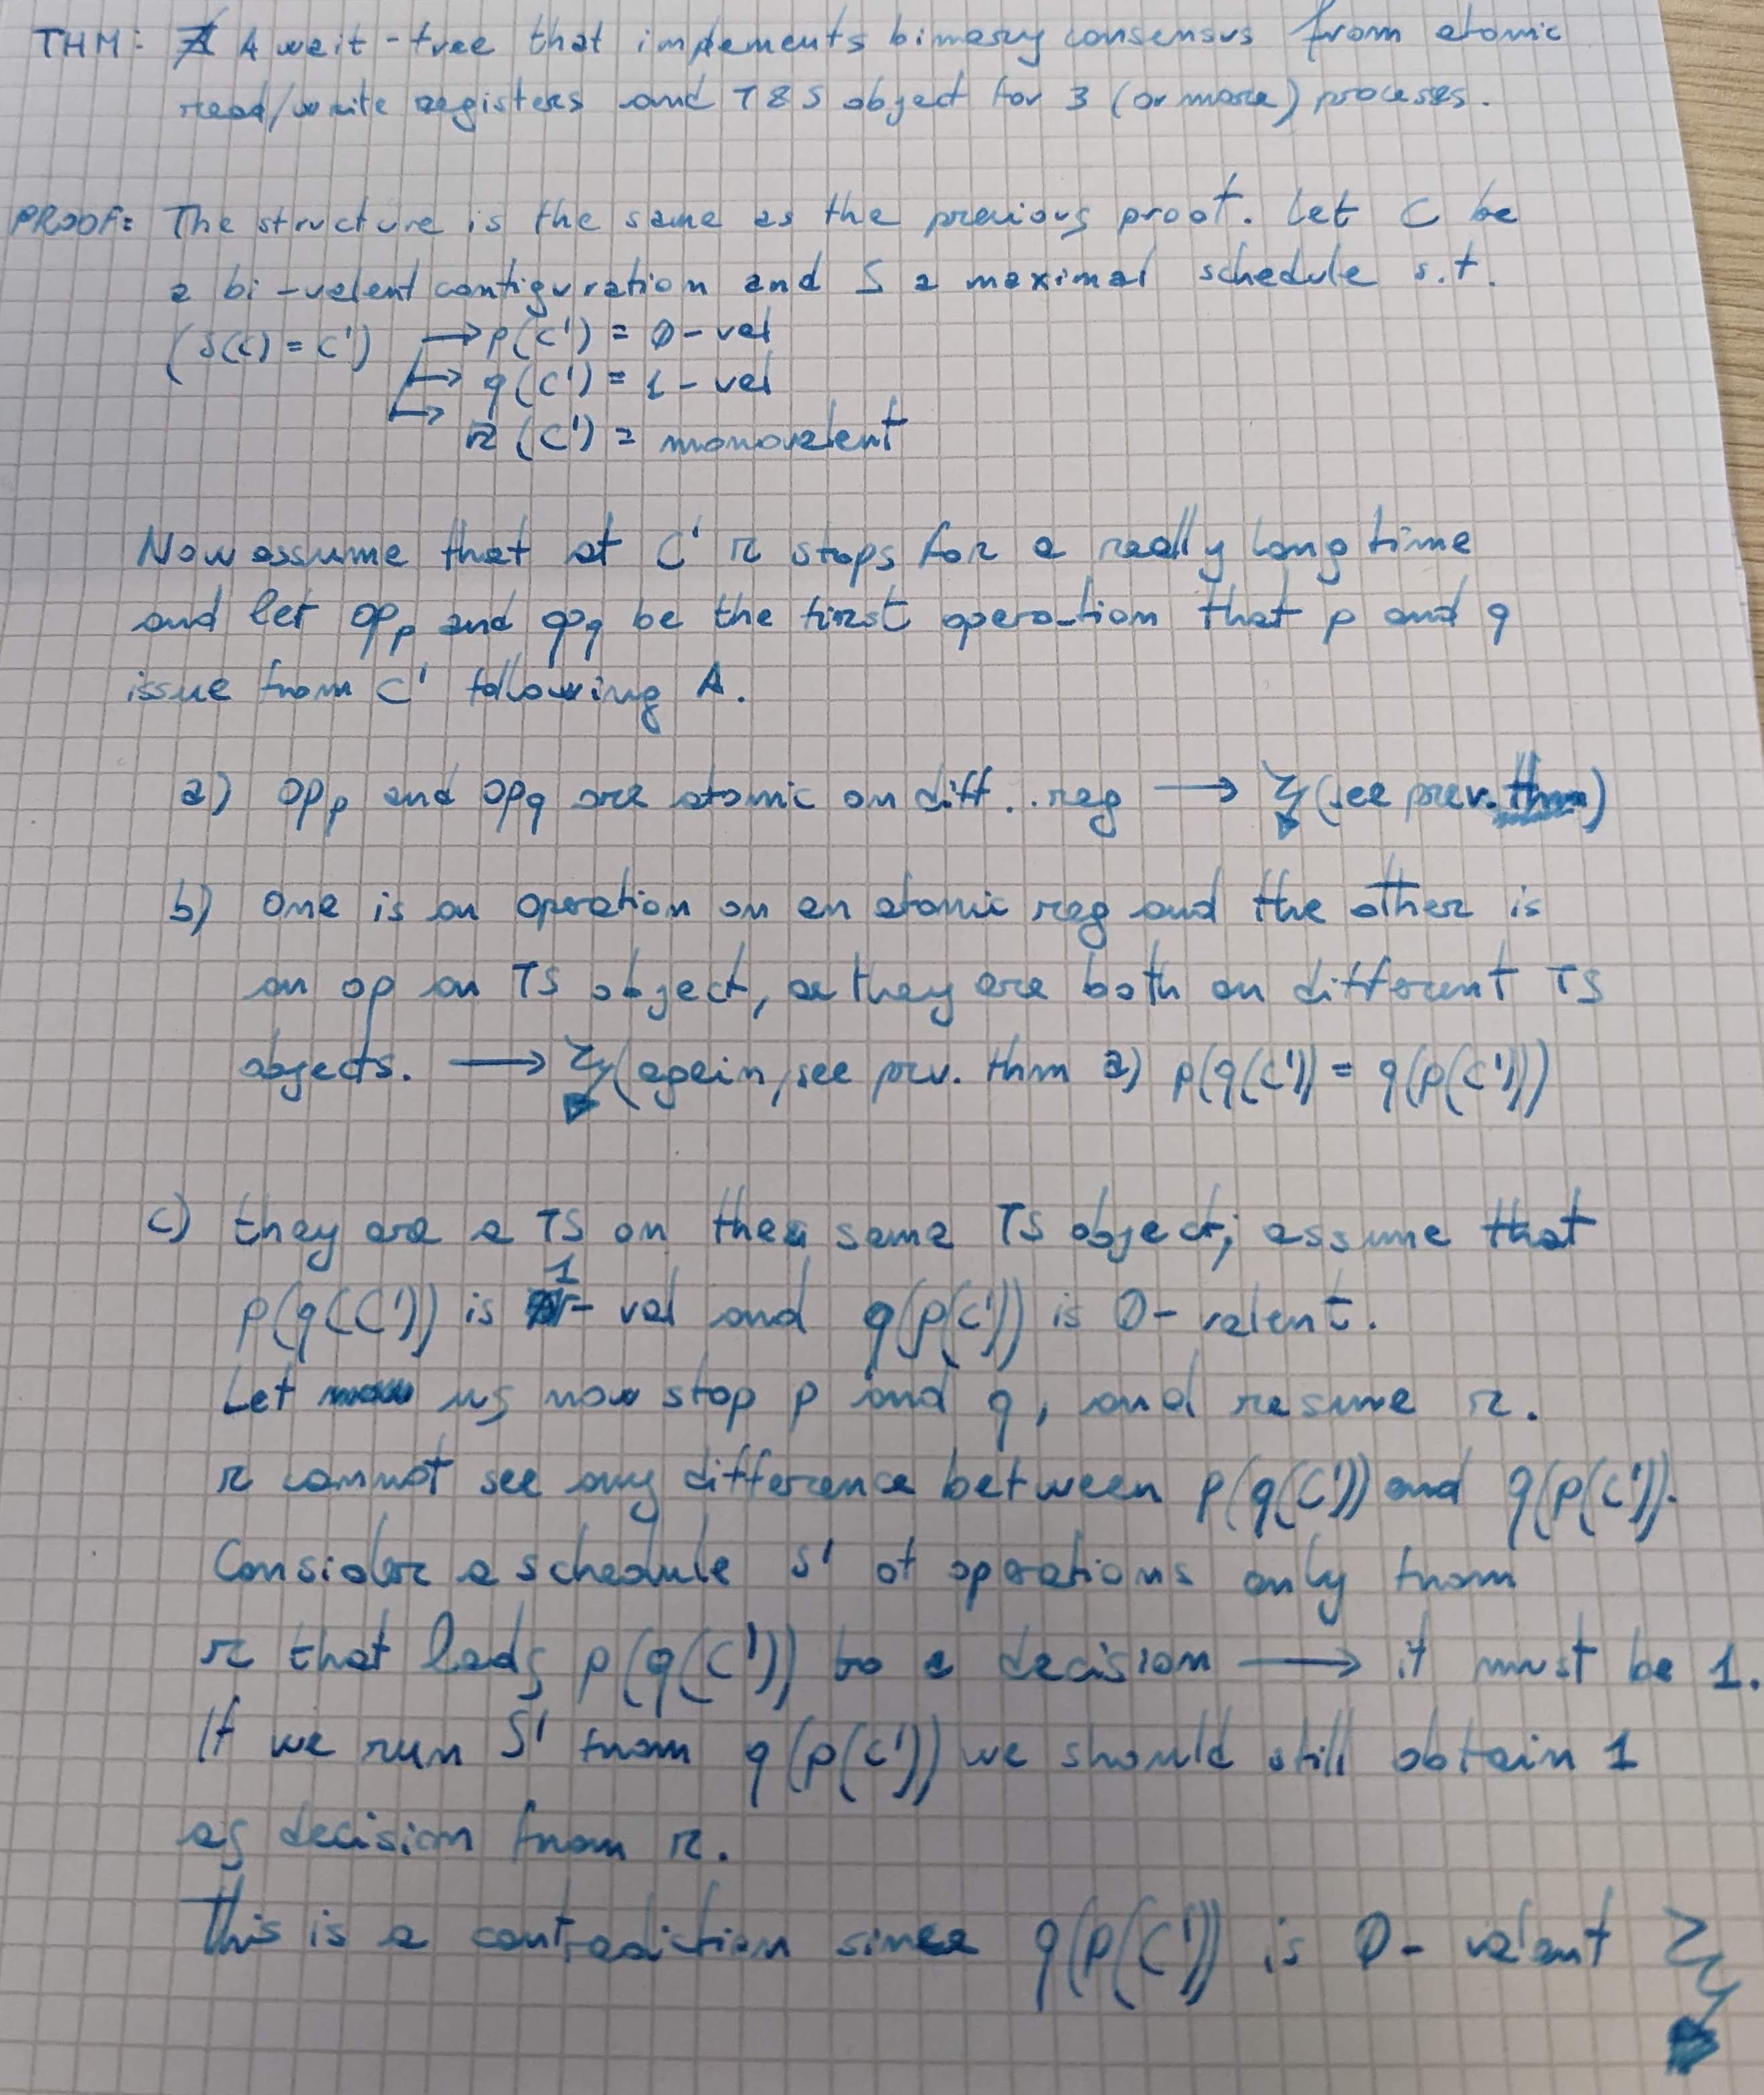 THM: ∄ A wait-free that implements binary consensus from atomic
read/write registers and T&S object for 3 (or more) processes.
PROOF: The structure is the same as the previous proof. Let C be
a bi-valent configuration and S a maximal schedule s.t.
(S(C) = C') → p(C') = 0-val
→ q(C') = 1-val
→ r(C') = monovalent
Now assume that at C' r stops for a really long time
and let opp and opq be the first operation that p and q
issue from C' following A.
a) opp and opq are atomic on diff. reg → ↯ (see prev. thm)
b) One is an operation on an atomic reg and the other is
an op on TS object, or they are both on different TS
objects. → ↯ (again, see prev. thm a) p(q(C')) = q(p(C'))
c) they are a TS on the same TS object; assume that
p(q(C')) is 1-val and q(p(C')) is 0-valent.
Let us now stop p and q, and resume r.
r cannot see any difference between p(q(C')) and q(p(C')).
Consider a schedule S' of operations only from
r that leads p(q(C')) to a decision → it must be 1.
If we run S' from q(p(C')) we should still obtain 1
as decision from r.
This is a contradiction since q(p(C')) is 0-valent ↯